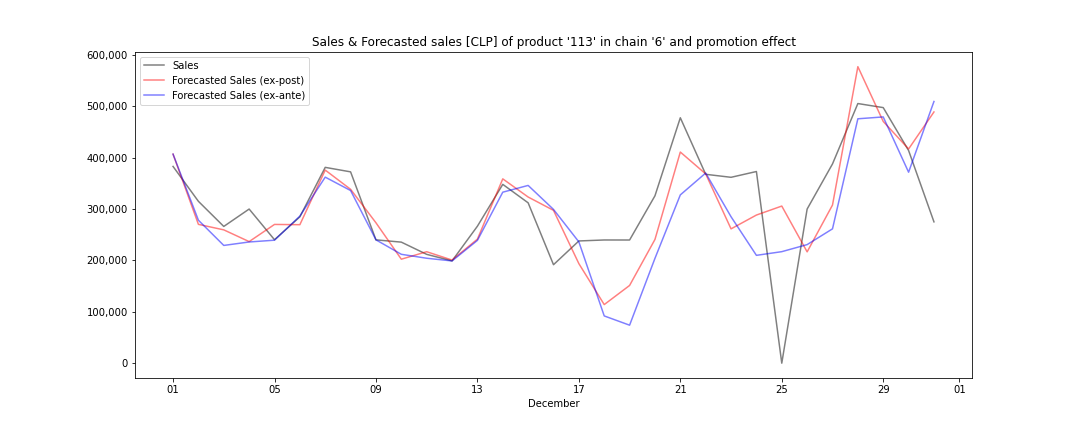 Sales & Forecasted sales [CLP] of product '113' in chain '6' and promotion effect
Sales
Forecasted Sales (ex-post)
Forecasted Sales (ex-ante)
600,000
500,000
400,000
300,000
200,000
100,000
0
01 05 09 13 17 21 25 29 01
December